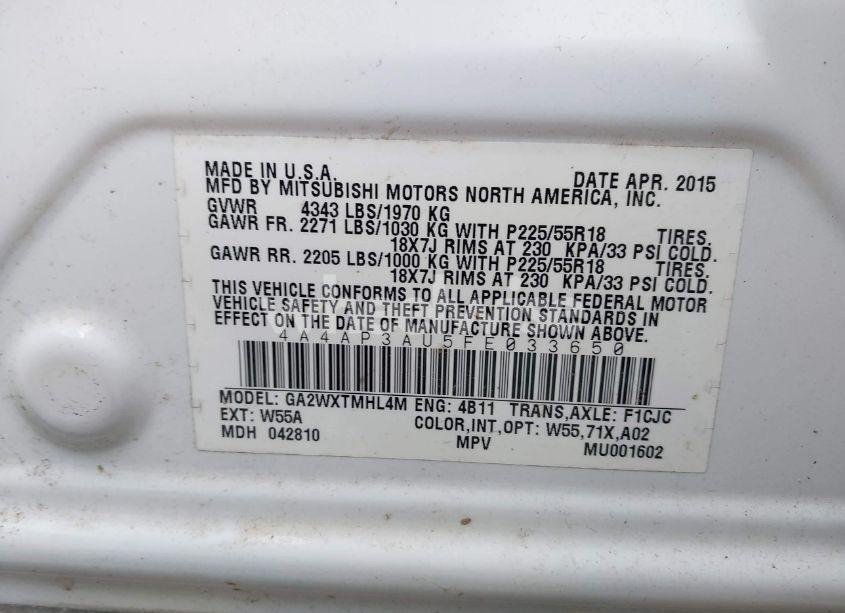 MADE IN U.S.A. DATE APR. 2015
MFD BY MITSUBISHI MOTORS NORTH AMERICA, INC.
GVWR 4343 LBS/1970 KG
GAWR FR. 2271 LBS/1030 KG WITH P225/55R18 TIRES.
18X7J RIMS AT 230 KPA/33 PSI COLD.
GAWR RR. 2205 LBS/1000 KG WITH P225/55R18 TIRES.
18X7J RIMS AT 230 KPA/33 PSI COLD.
THIS VEHICLE CONFORMS TO ALL APPLICABLE FEDERAL MOTOR
VEHICLE SAFETY AND THEFT PREVENTION STANDARDS IN
EFFECT ON THE DATE OF MANUFACTURE SHOWN ABOVE.
4A4AP3AU5FE033650
MODEL: GA2WXTMHL4M ENG: 4B11 TRANS,AXLE: F1CJC
EXT: W55A COLOR,INT,OPT: W55,71X,A02
MDH 042810 MPV MU001602